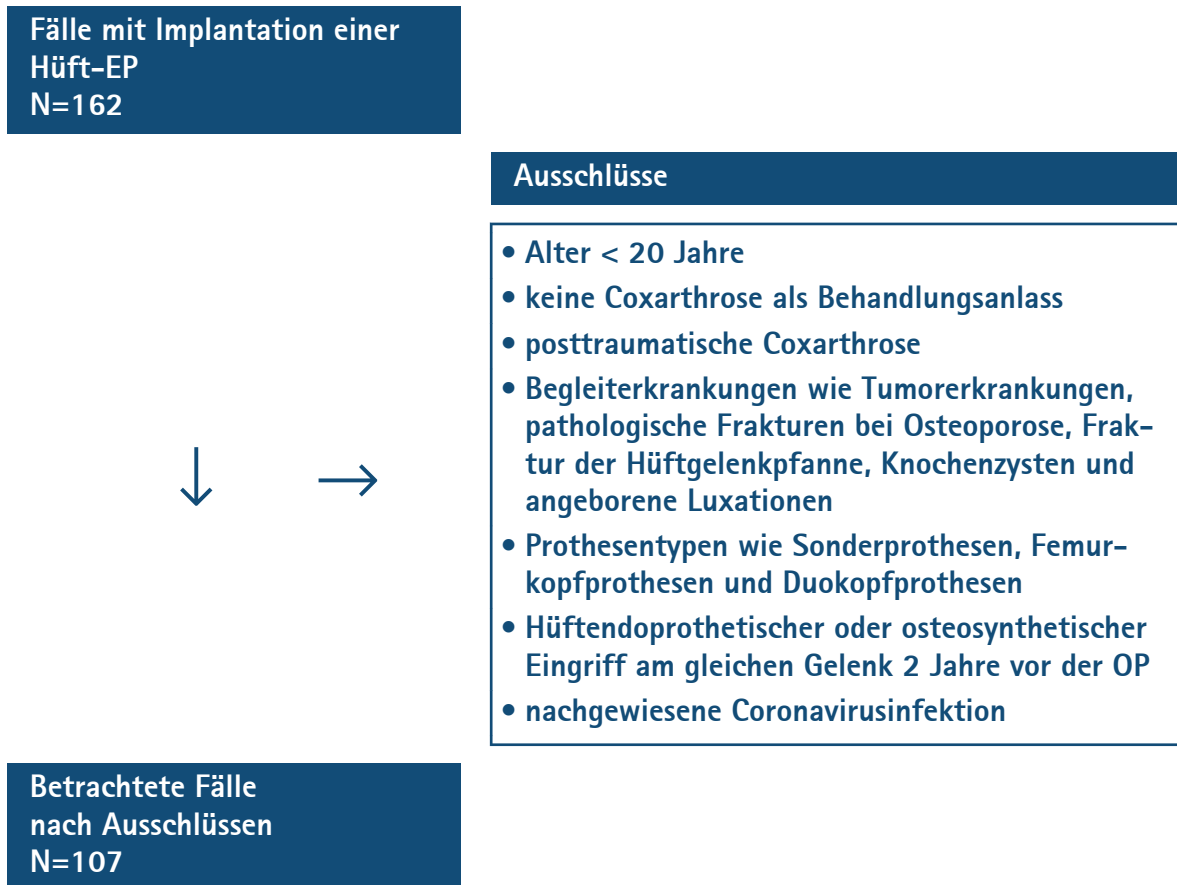 Fälle mit Implantation einer
Hüft-EP
N=162
Ausschlüsse
• Alter < 20 Jahre
• keine Coxarthrose als Behandlungsanlass
• posttraumatische Coxarthrose
• Begleiterkrankungen wie Tumorerkrankungen,
pathologische Frakturen bei Osteoporose, Frak-
tur der Hüftgelenkpfanne, Knochenzysten und
angeborene Luxationen
• Prothesentypen wie Sonderprothesen, Femur-
kopfprothesen und Duokopfprothesen
• Hüftendoprothetischer oder osteosynthetischer
Eingriff am gleichen Gelenk 2 Jahre vor der OP
• nachgewiesene Coronavirusinfektion
Betrachtete Fälle
nach Ausschlüssen
N=107